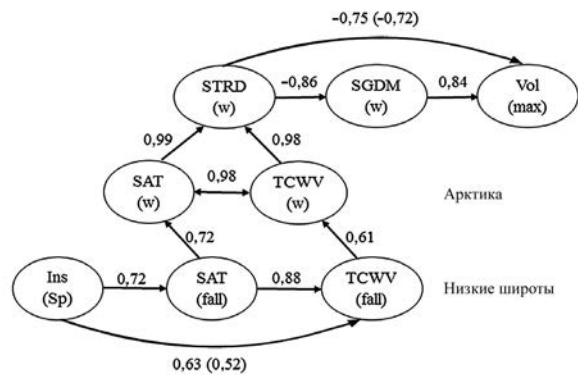 −0,75 (−0,72)
STRD
(w)
−0,86
SGDM
(w)
0,84
Vol
(max)
0,99
0,98
SAT
(w)
0,98
TCWV
(w)
Арктика
0,72
0,61
Ins
(Sp)
0,72
SAT
(fall)
0,88
TCWV
(fall)
Низкие широты
0,63 (0,52)